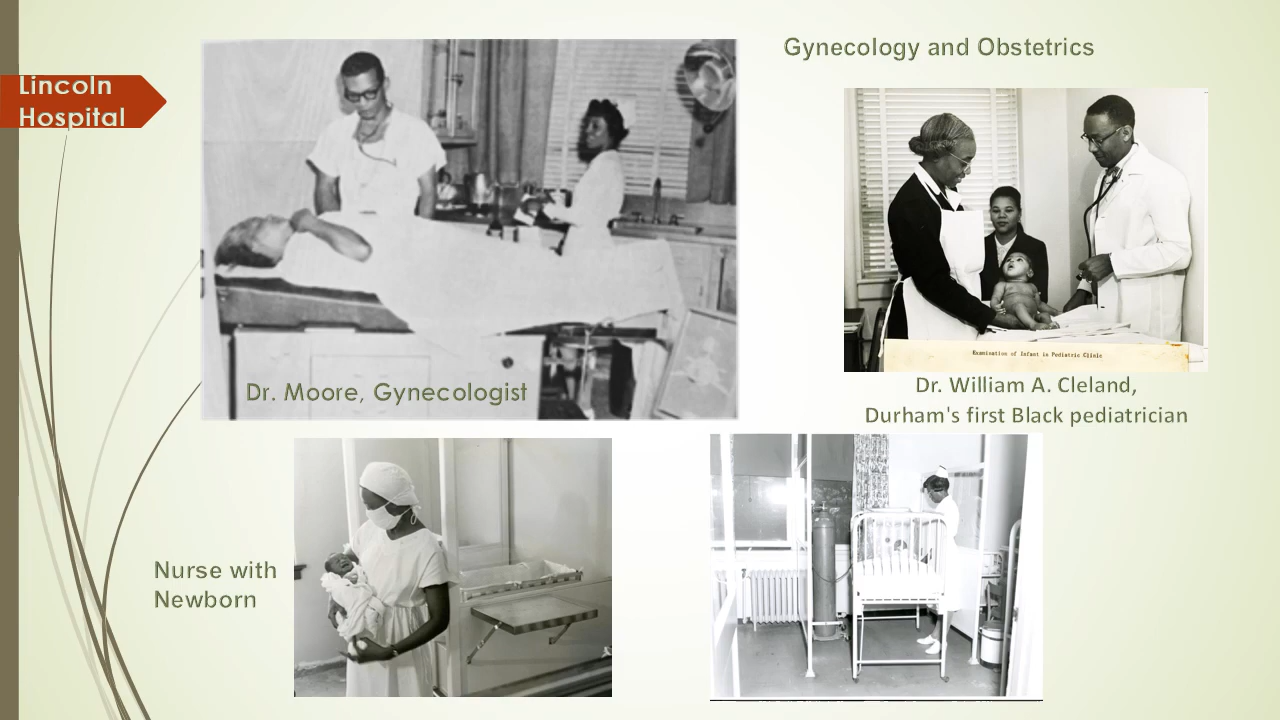 Lincoln
Hospital
Gynecology and Obstetrics
Dr. Moore, Gynecologist
Examination of Infant in Pediatric Clinic
Dr. William A. Cleland,
Durham's first Black pediatrician
Nurse with
Newborn